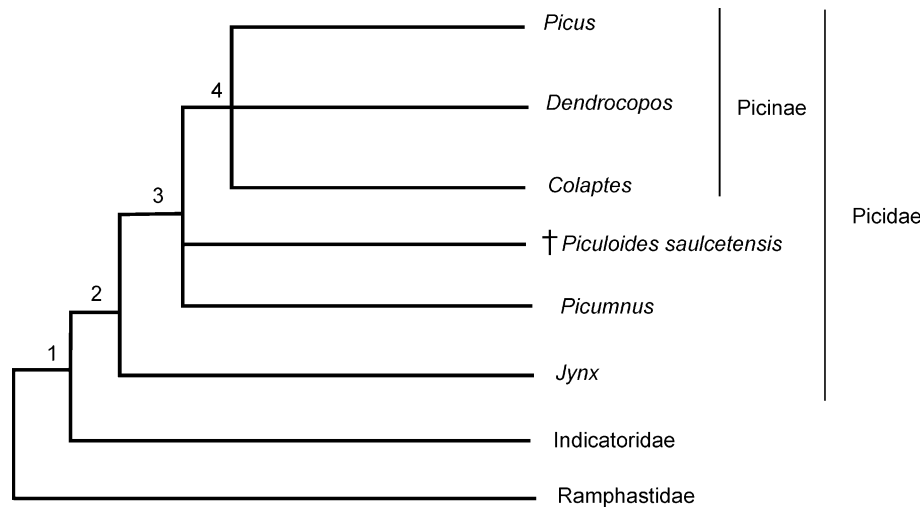 Picus
4
Dendrocopos
Picinae
Colaptes
3
Picidae
† Piculoides saulcetensis
2
Picumnus
1
Jynx
Indicatoridae
Ramphastidae